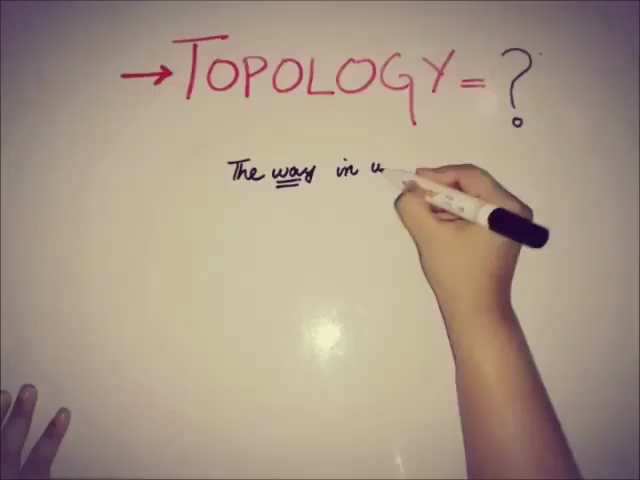 → TOPOLOGY = ?
The way in